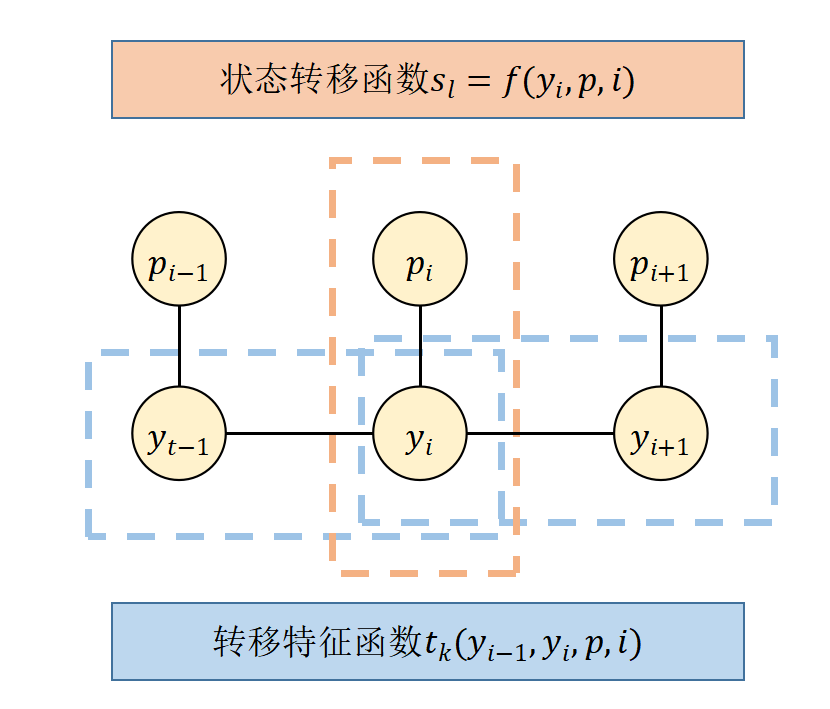 状态转移函数s_l = f(y_i, p, i)
p_{i−1} p_i p_{i+1}
y_{t−1} y_i y_{i+1}
转移特征函数t_k(y_{i−1}, y_i, p, i)